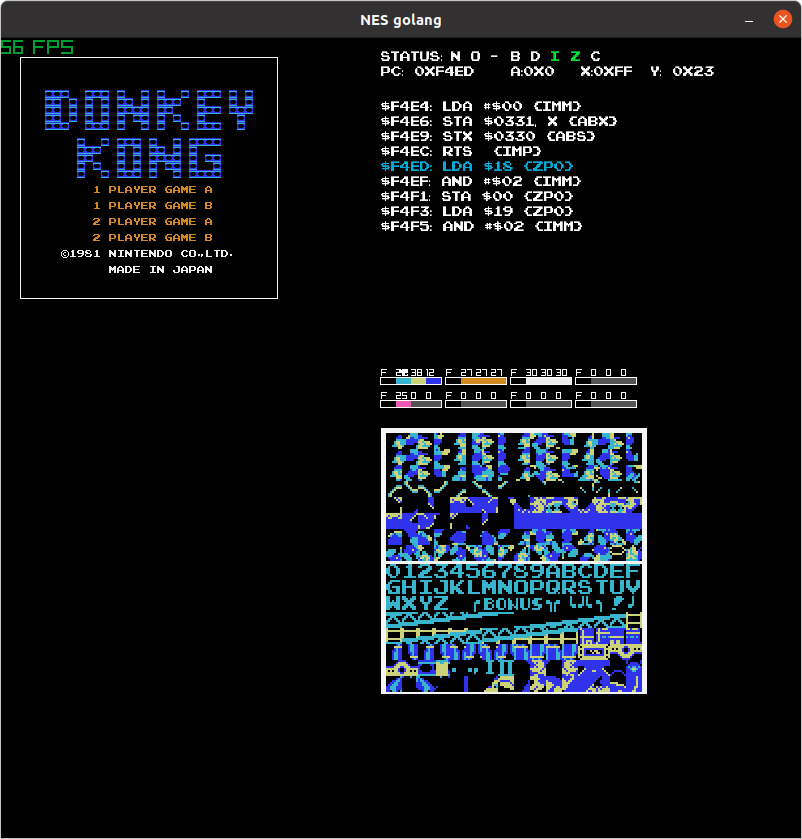 NES golang
56 FPS
STATUS: N O - B D I Z C
PC: 0XF4ED A:0X0 X:0XFF Y: 0X23
DONKEY
KONG
1 PLAYER GAME A
1 PLAYER GAME B
2 PLAYER GAME A
2 PLAYER GAME B
©1981 NINTENDO CO.,LTD.
MADE IN JAPAN
$F4E4: LDA #$00 {IMM}
$F4E6: STA $0331, X {ABX}
$F4E9: STX $0330 {ABS}
$F4EC: RTS {IMP}
$F4ED: LDA $18 {ZP0}
$F4EF: AND #$02 {IMM}
$F4F1: STA $00 {ZP0}
$F4F3: LDA $19 {ZP0}
$F4F5: AND #$02 {IMM}
F 38 12 F 27 27 27 F 30 30 30 F 0 0 0
F 25 0 0 F 0 0 0 F 0 0 0 F 0 0 0
0123456789ABCDEF
GHIJKLMNOPQRSTUV
WXYZ BONUS